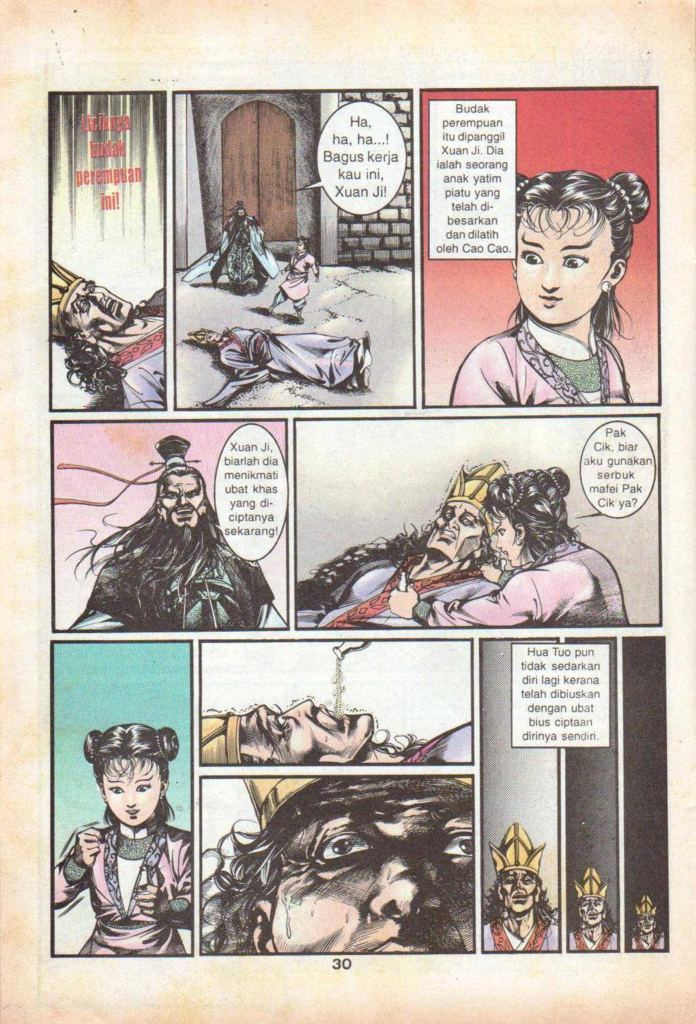 Liciknya
budak
perempuan
ini!
Ha,
ha, ha...!
Bagus kerja
kau ini,
Xuan Ji!
Budak
perempuan
itu dipanggil
Xuan Ji. Dia
ialah seorang
anak yatim
piatu yang
telah di-
besarkan
dan dilatih
oleh Cao Cao.
Xuan Ji,
biarlah dia
menikmati
ubat khas
yang di-
ciptanya
sekarang!
Pak
Cik, biar
aku gunakan
serbuk
mafei Pak
Cik ya?
Hua Tuo pun
tidak sedarkan
diri lagi kerana
telah dibiuskan
dengan ubat
bius ciptaan
dirinya sendiri.
30